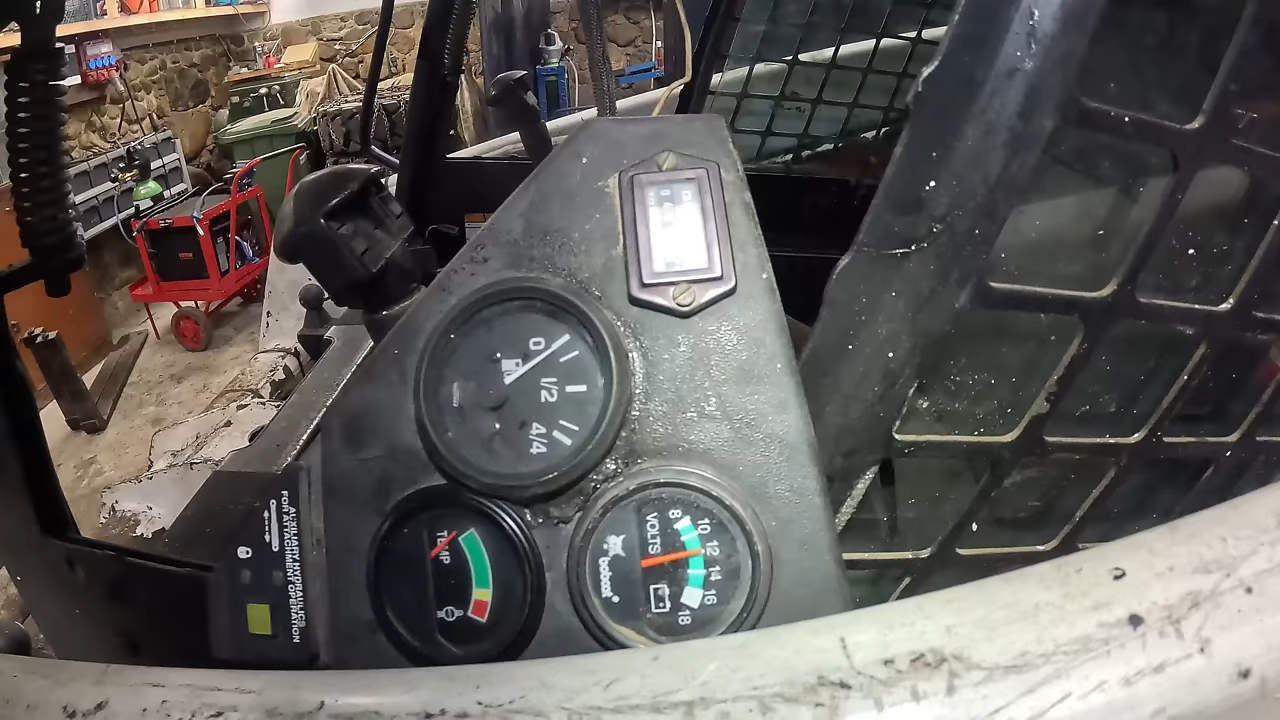 0
1/2
4/4
TEMP
VOLTS
8
10
12
14
16
18
bobcat
AUXILIARY HYDRAULICS
FOR ATTACHMENT OPERATION